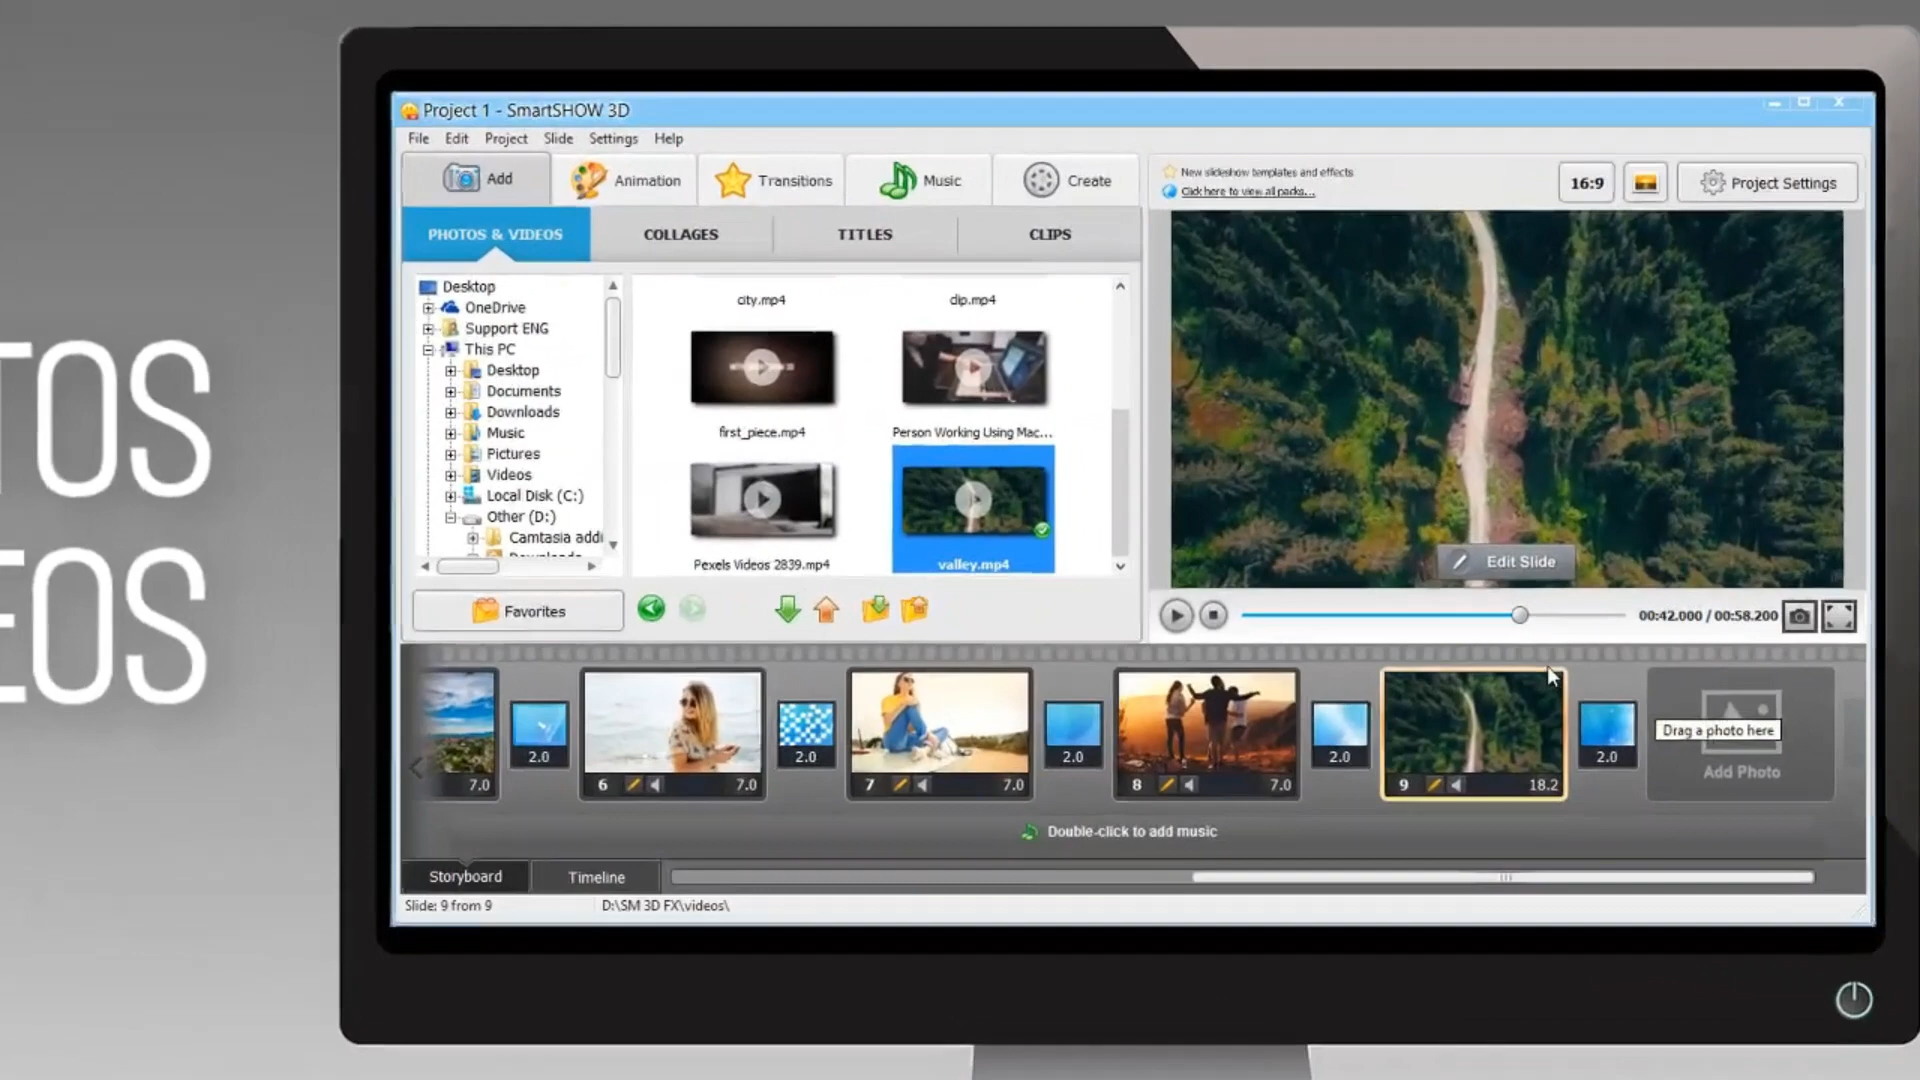 TOS
EOS
Project 1 - SmartSHOW 3D
File Edit Project Slide Settings Help
Add Animation Transitions Music Create
New slideshow templates and effects
Click here to view all packs...
16:9
Project Settings
PHOTOS & VIDEOS COLLAGES TITLES CLIPS
Desktop
OneDrive
Support ENG
This PC
Desktop
Documents
Downloads
Music
Pictures
Videos
Local Disk (C:)
Other (D:)
Camtasia addi
city.mp4 clip.mp4
first_piece.mp4 Person Working Using Mac...
Pexels Videos 2839.mp4 valley.mp4
Edit Slide
Favorites
00:42.000 / 00:58.200
7.0
2.0
6 7.0
2.0
7 7.0
2.0
8 7.0
2.0
9 18.2
2.0
Drag a photo here
Add Photo
Double-click to add music
Storyboard Timeline
Slide: 9 from 9 D:\SM 3D FX\videos\